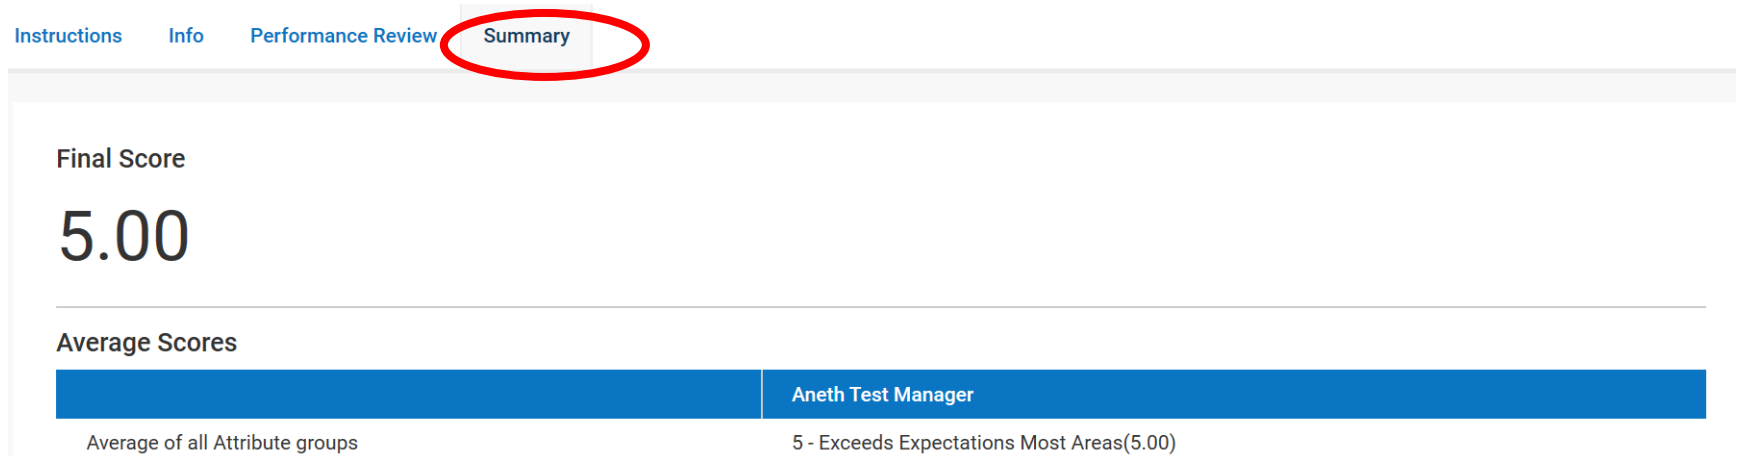 Instructions Info Performance Review Summary
Final Score
5.00
Average Scores
Aneth Test Manager
Average of all Attribute groups 5 - Exceeds Expectations Most Areas(5.00)